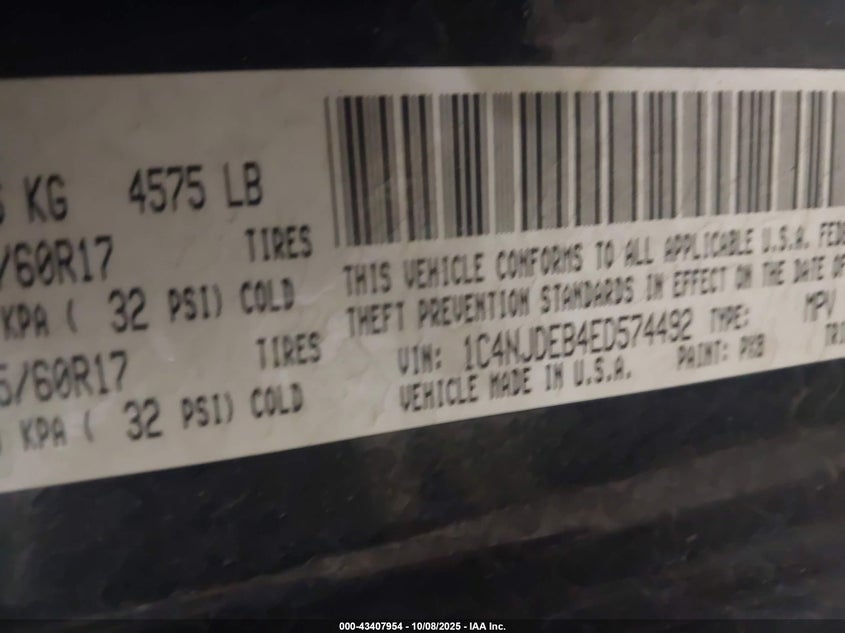 KG 4575 LB
/60R17 TIRES
KPA ( 32 PSI) COLD
5/60R17 TIRES
KPA ( 32 PSI) COLD
THIS VEHICLE CONFORMS TO ALL APPLICABLE U.S.A. FEDE
THEFT PREVENTION STANDARDS IN EFFECT ON THE DATE OF
VIN: 1C4NJDEB4ED574492 TYPE: MPV
VEHICLE MADE IN U.S.A. PAINT: PXB TRI
000-43407954 - 10/08/2025 - IAA Inc.